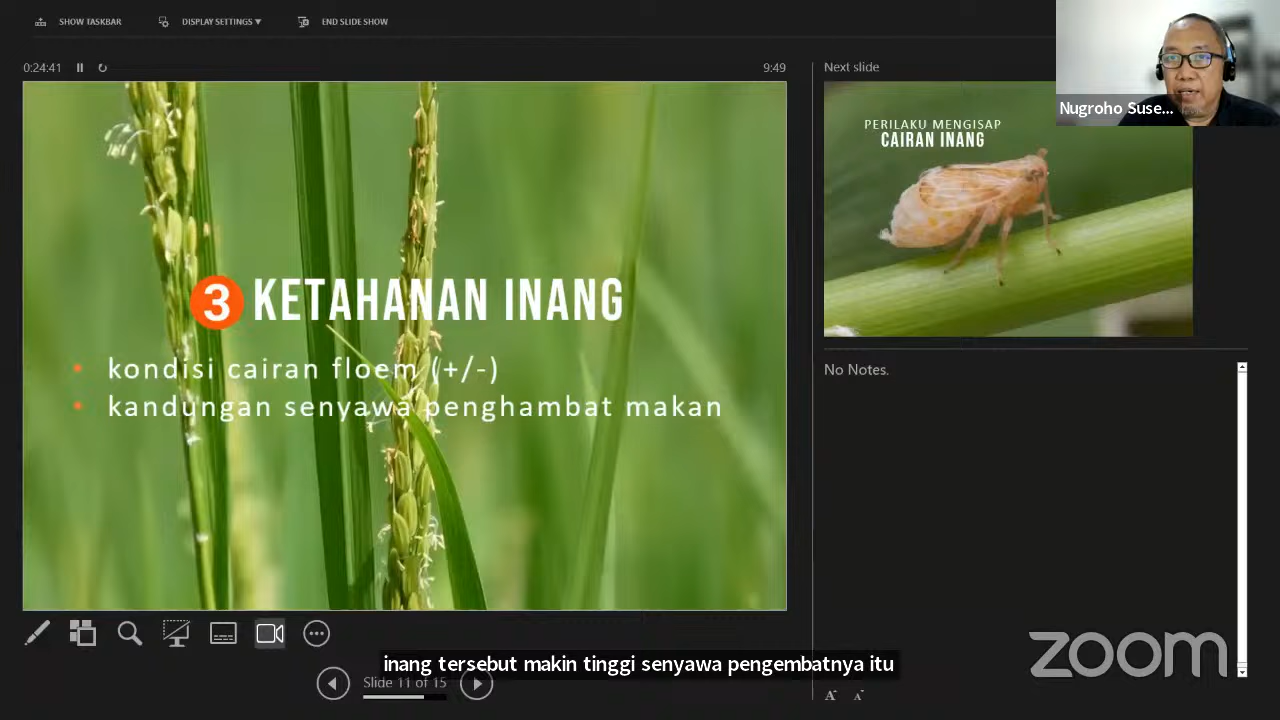 SHOW TASKBAR
DISPLAY SETTINGS ▼
END SLIDE SHOW
0:24:41
9:49
Next slide
3 KETAHANAN INANG
• kondisi cairan floem (+/-)
• kandungan senyawa penghambat makan
PERILAKU MENGISAP
CAIRAN INANG
Nugroho Suse...
No Notes.
inang tersebut makin tinggi senyawa pengembatnya itu
Slide 11 of 15
A A
zoom